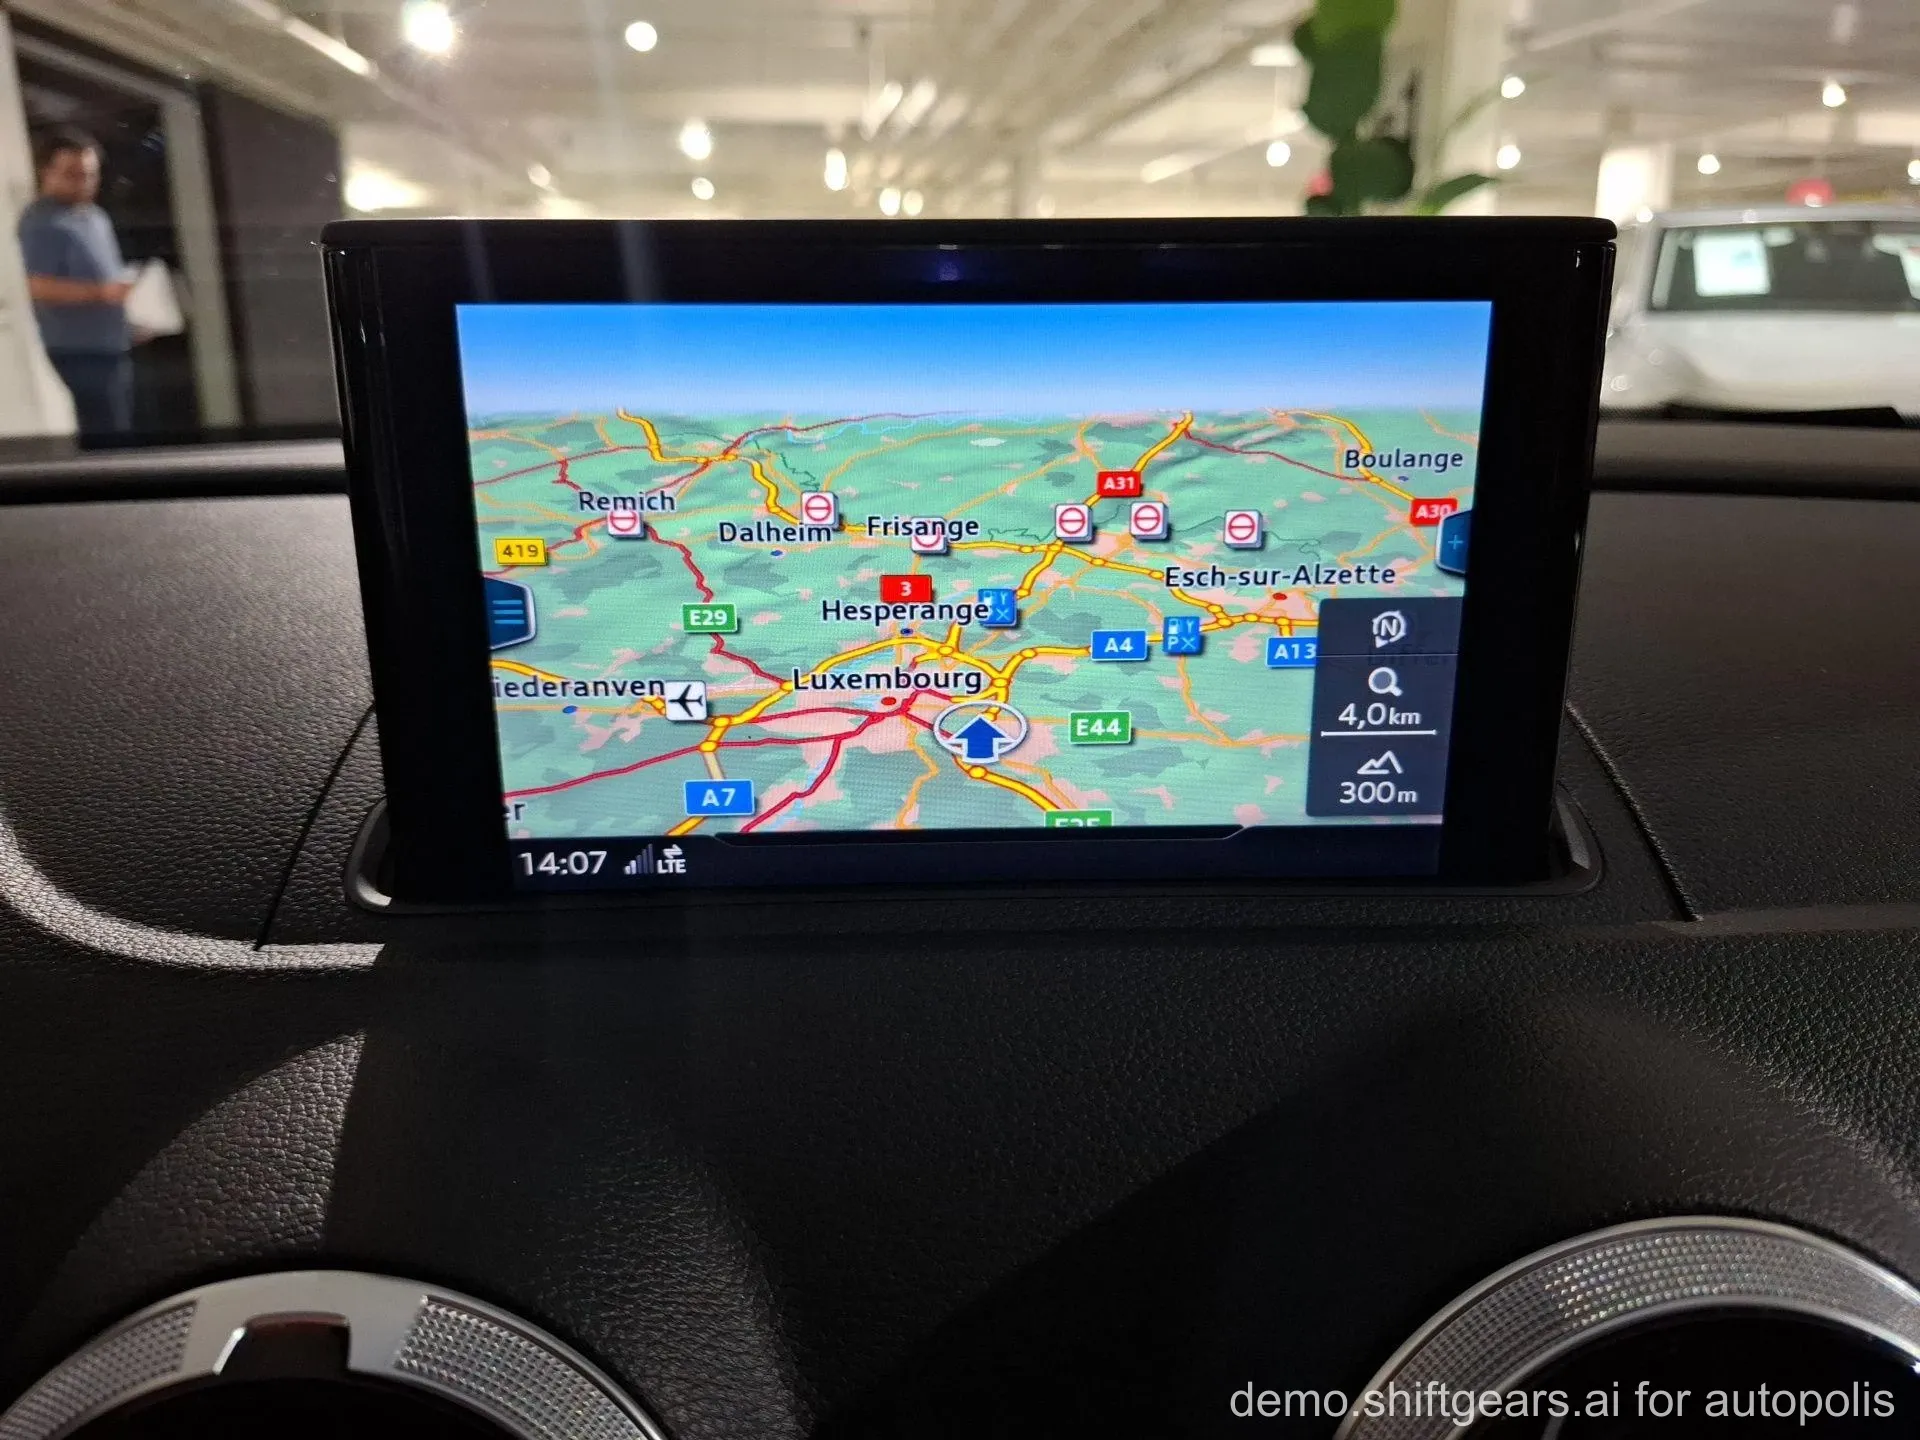 Boulange
A31
Remich
A30
Dalheim
Frisange
419
Esch-sur-Alzette
3
E29
Hesperange
A4
P
A13
N
iederanven
Luxembourg
4,0km
E44
A7
300m
er
14:07 LTE
demo.shiftgears.ai for autopolis